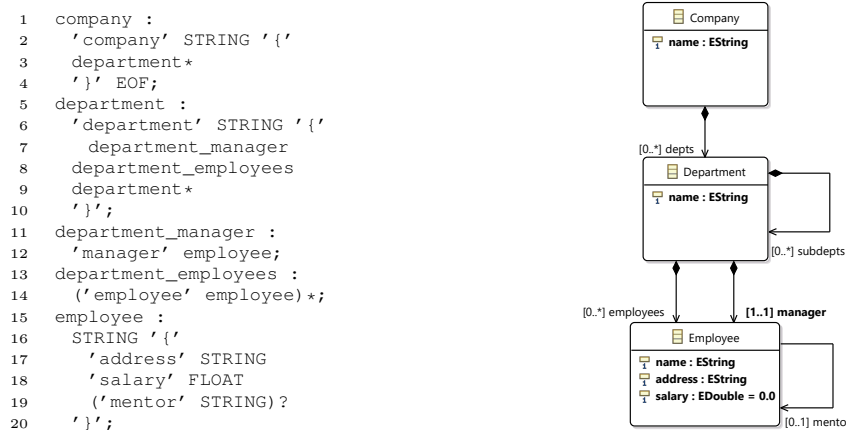 1 company :
2 'company' STRING '{'
3 department*
4 '}' EOF;
5 department :
6 'department' STRING '{'
7 department_manager
8 department_employees
9 department*
10 '}';
11 department_manager :
12 'manager' employee;
13 department_employees :
14 ('employee' employee)*;
15 employee :
16 STRING '{'
17 'address' STRING
18 'salary' FLOAT
19 ('mentor' STRING)?
20 '}';
Company
name : EString
[0..*] depts
Department
name : EString
[0..*] subdepts
[0..*] employees
[1..1] manager
Employee
name : EString
address : EString
salary : EDouble = 0.0
[0..1] mento